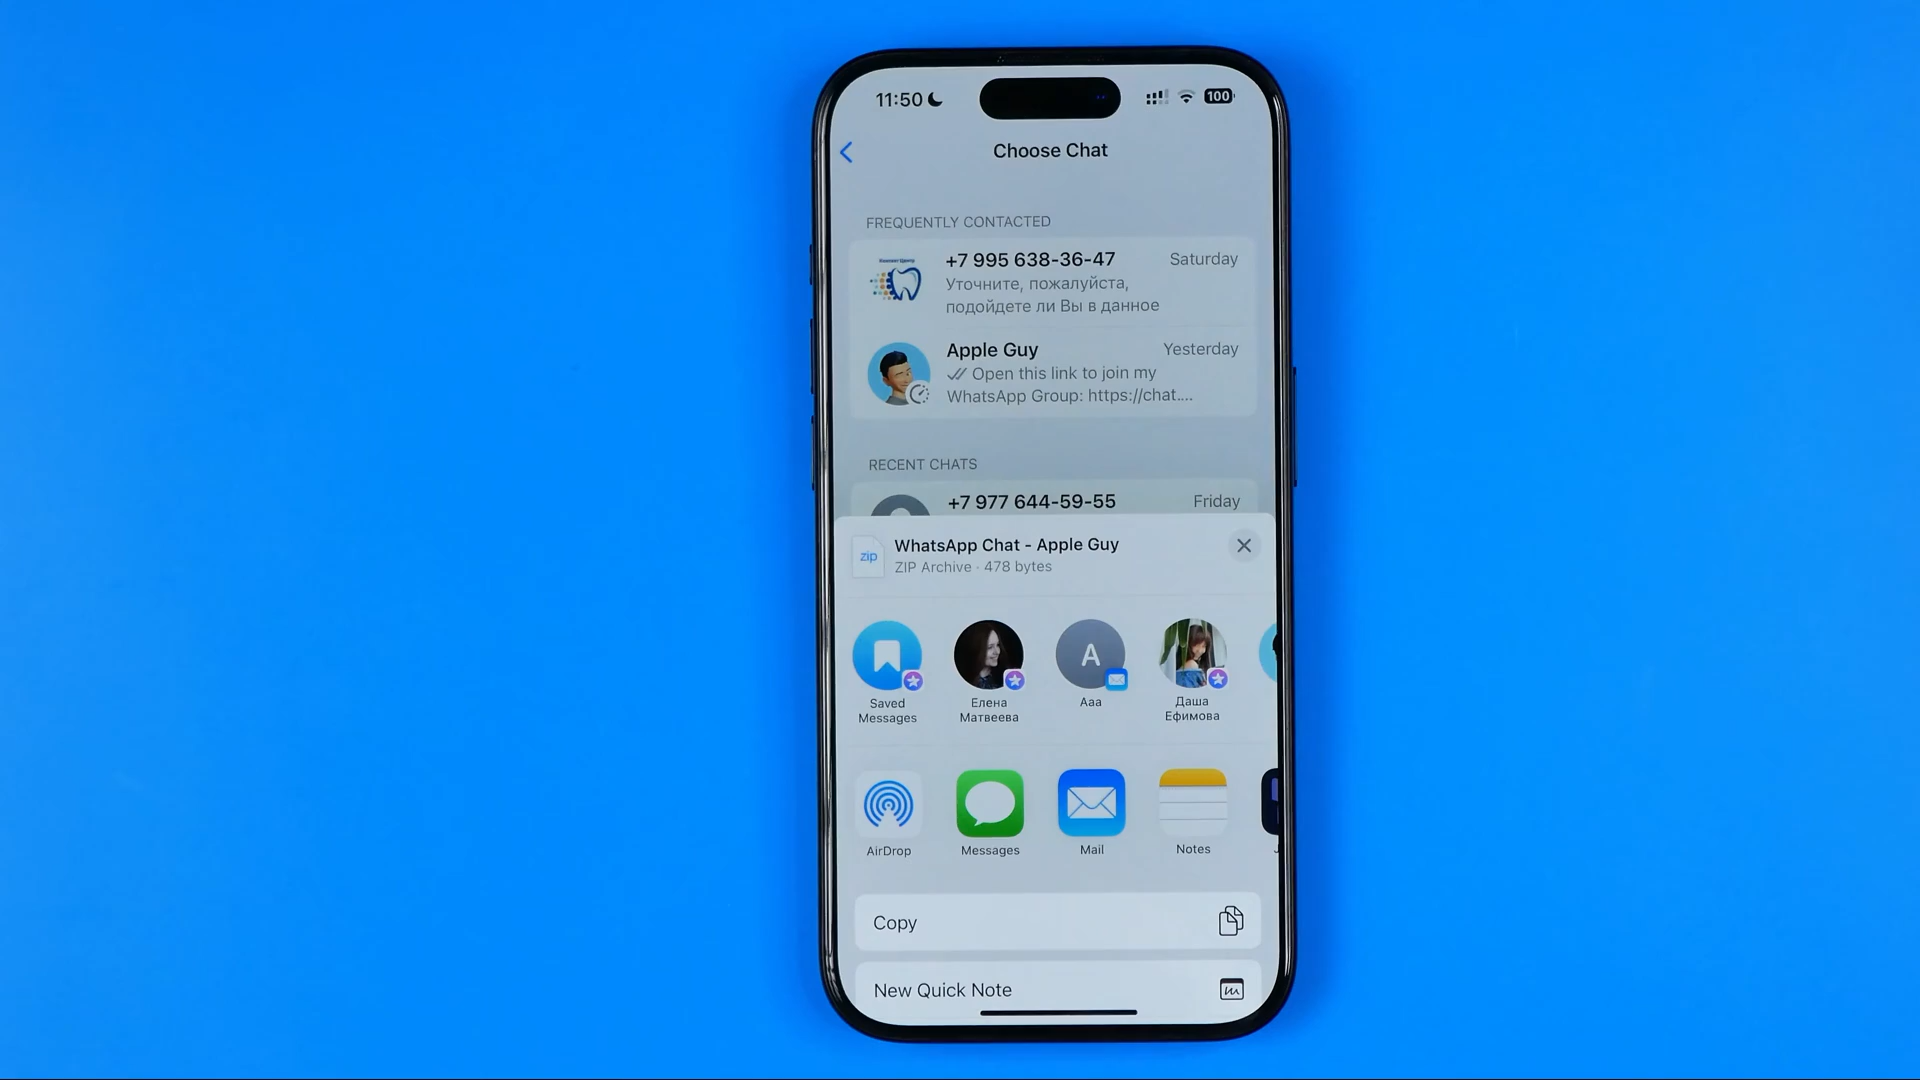 11:50
100
Choose Chat
FREQUENTLY CONTACTED
+7 995 638-36-47
Saturday
Уточните, пожалуйста,
подойдете ли Вы в данное
Apple Guy
Yesterday
Open this link to join my
WhatsApp Group: https://chat....
RECENT CHATS
+7 977 644-59-55
Friday
zip
WhatsApp Chat - Apple Guy
ZIP Archive · 478 bytes
A
Saved
Messages
Елена
Матвеева
Aaa
Даша
Ефимова
AirDrop
Messages
Mail
Notes
Copy
New Quick Note